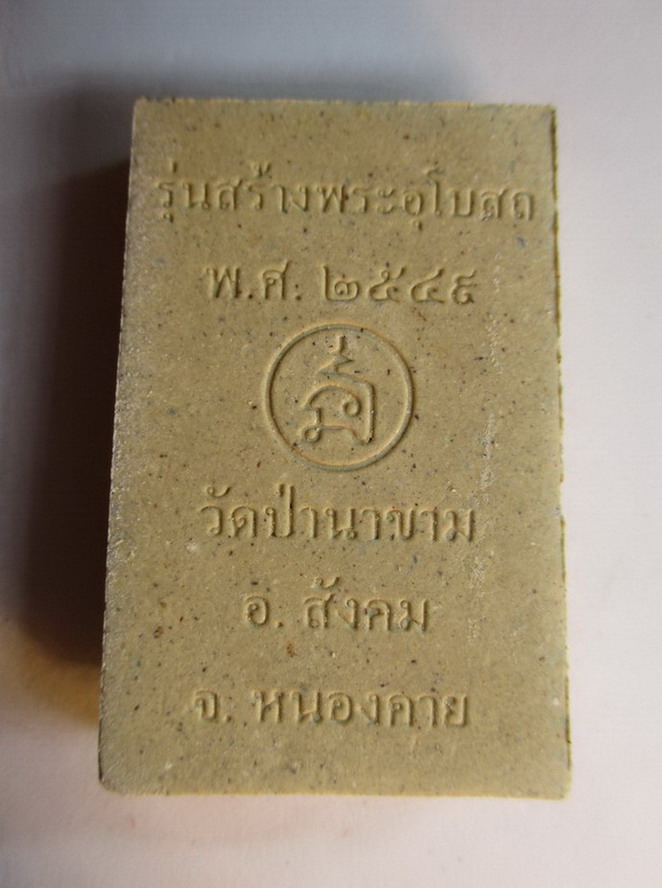 รุ่นสร้างพระอุโบสถ
พ.ศ. ๒๕๔๙
วัดป่านาขาม
อ. สังคม
จ. หนองคาย